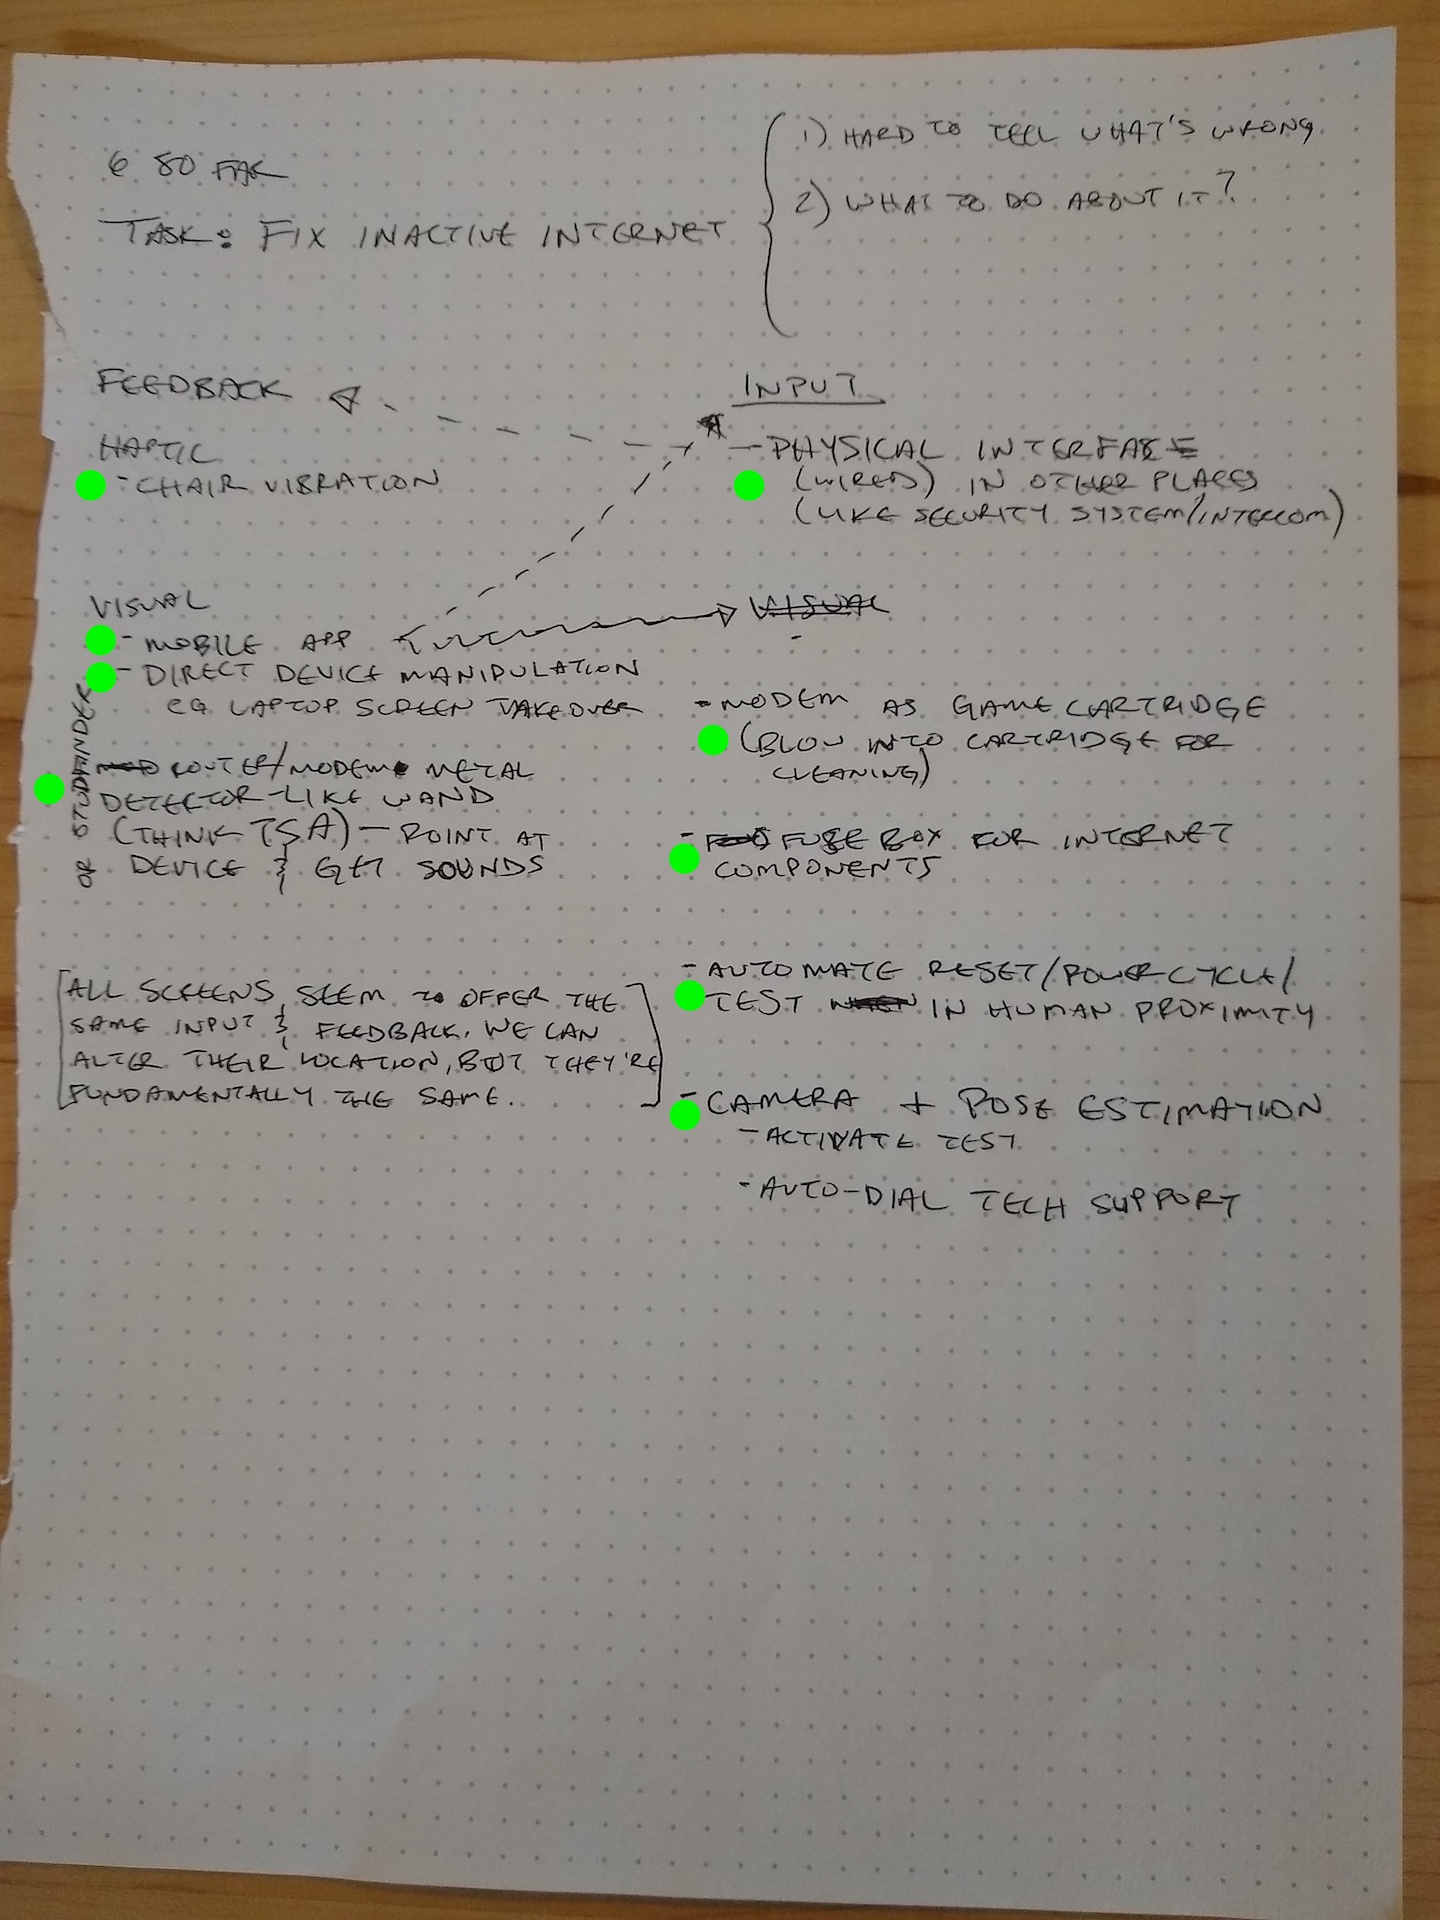 6 SO FAR
TASK: FIX INACTIVE INTERNET
1) HARD TO TELL WHAT'S WRONG
2) WHAT TO DO ABOUT IT?
FEEDBACK
HAPTIC
- CHAIR VIBRATION
VISUAL
- MOBILE APP
- DIRECT DEVICE MANIPULATION
EG LAPTOP SCREEN TAKEOVER
ROUTER/MODEM METAL
DETECTOR-LIKE WAND
(THINK TSA) - POINT AT
DEVICE & GET SOUNDS
OR STUDFINDER
[ALL SCREENS SEEM TO OFFER THE
SAME INPUT & FEEDBACK. WE CAN
ALTER THEIR LOCATION, BUT THEY'RE
FUNDAMENTALLY THE SAME.]
INPUT
- PHYSICAL INTERFACE
(WIRED) IN OTHER PLACES
(LIKE SECURITY SYSTEM/INTERCOM)
VISUAL
-
- MODEM AS GAME CARTRIDGE
(BLOW INTO CARTRIDGE FOR
CLEANING)
- FUSE BOX FOR INTERNET
COMPONENTS
- AUTOMATE RESET/POWER CYCLE/
TEST WHEN IN HUMAN PROXIMITY
- CAMERA + POSE ESTIMATION
- ACTIVATE TEST
- AUTO-DIAL TECH SUPPORT